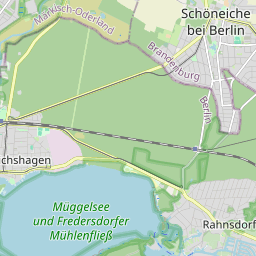 Schöneiche
bei Berlin
Märkisch-Oderland
Brandenburg
Berlin
chshagen
Müggelsee
und Fredersdorfer
Mühlenfließ
Rahnsdorf